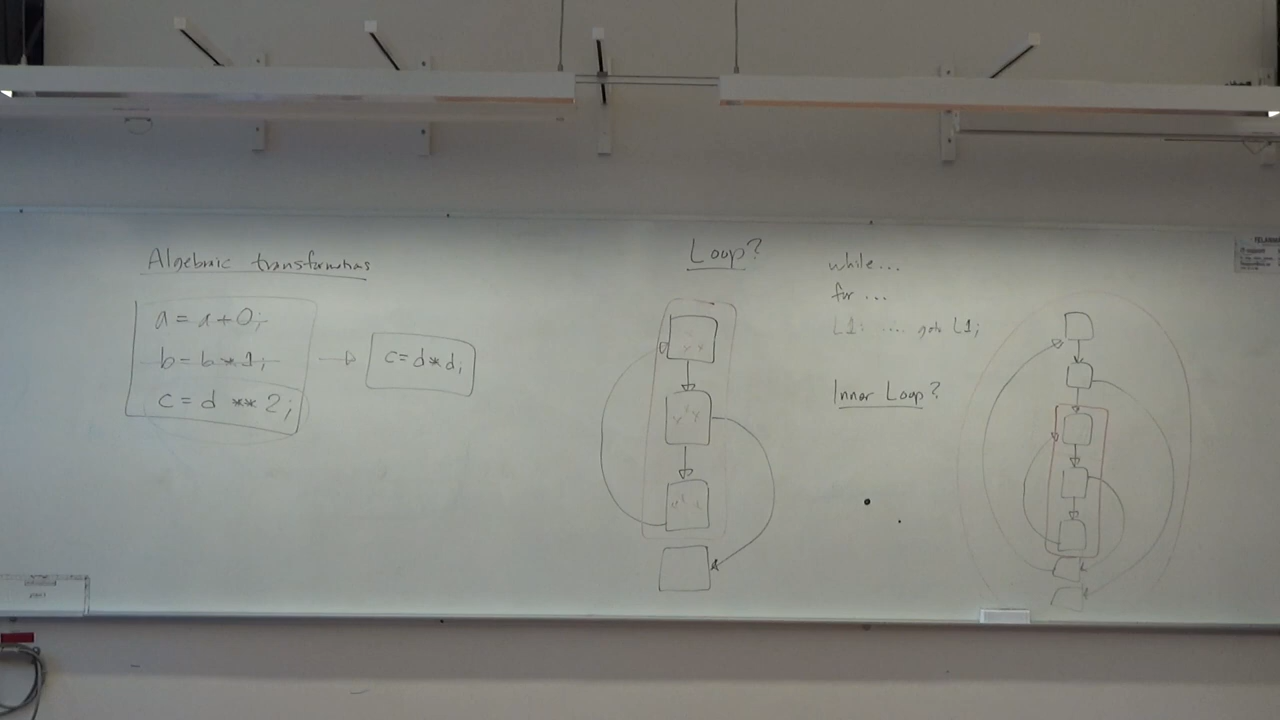 Algebraic transformations
a = a + 0;
b = b * 1;
c = d ** 2;
c = d * d;
Loop?
while...
for ...
L1: .... goto L1;
Inner Loop?